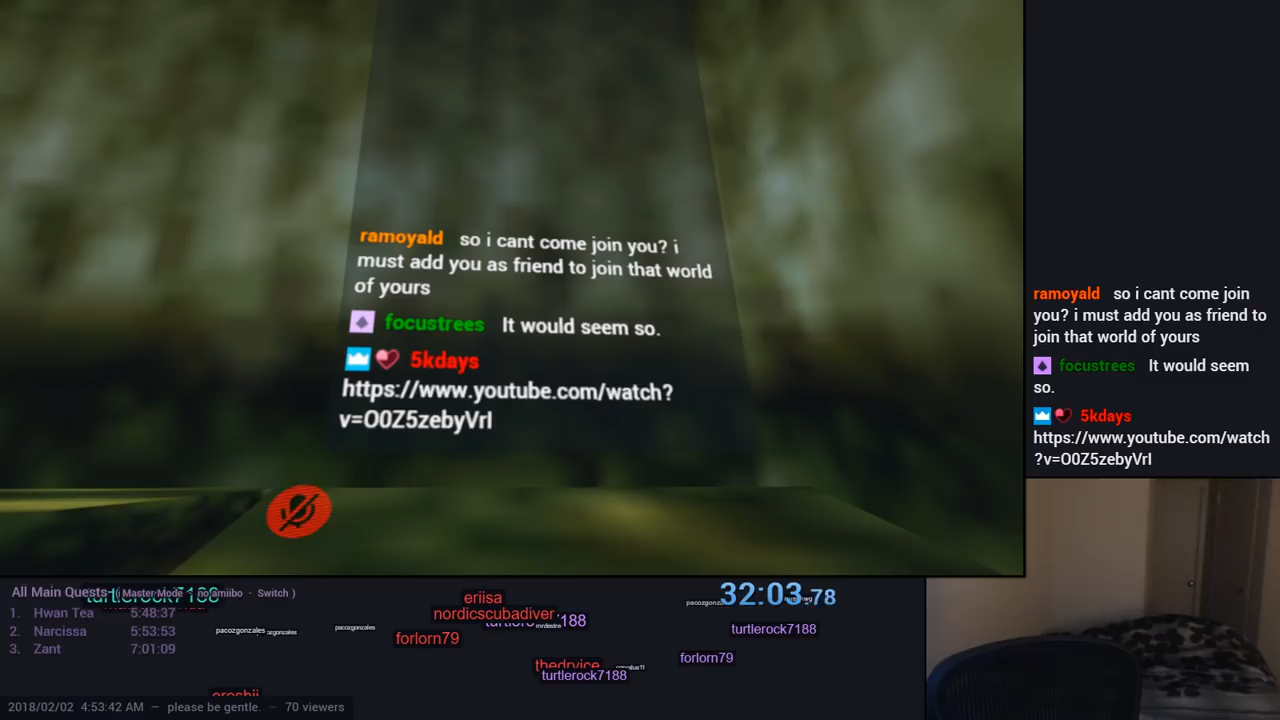 ramoyald so i cant come join you? i
must add you as friend to join that world
of yours
focustrees It would seem so.
5kdays
https://www.youtube.com/watch?
v=O0Z5zebyVrI
ramoyald so i cant come join
you? i must add you as friend to
join that world of yours
focustrees It would seem
so.
5kdays
https://www.youtube.com/watch
?v=O0Z5zebyVrI
All Main Quests ( Master Mode - no amiibo - Switch )
turtlerock7188
1. Hwan Tea 5:48:37
2. Narcissa 5:53:53
3. Zant 7:01:09
pacozgonzales
pacozgonzales
eriisa
nordicscubadiver
forlorn79
thedrvice
turtlerock7188
32:03.78
turtlerock7188
forlorn79
2018/02/02 4:53:42 AM — please be gentle. — 70 viewers